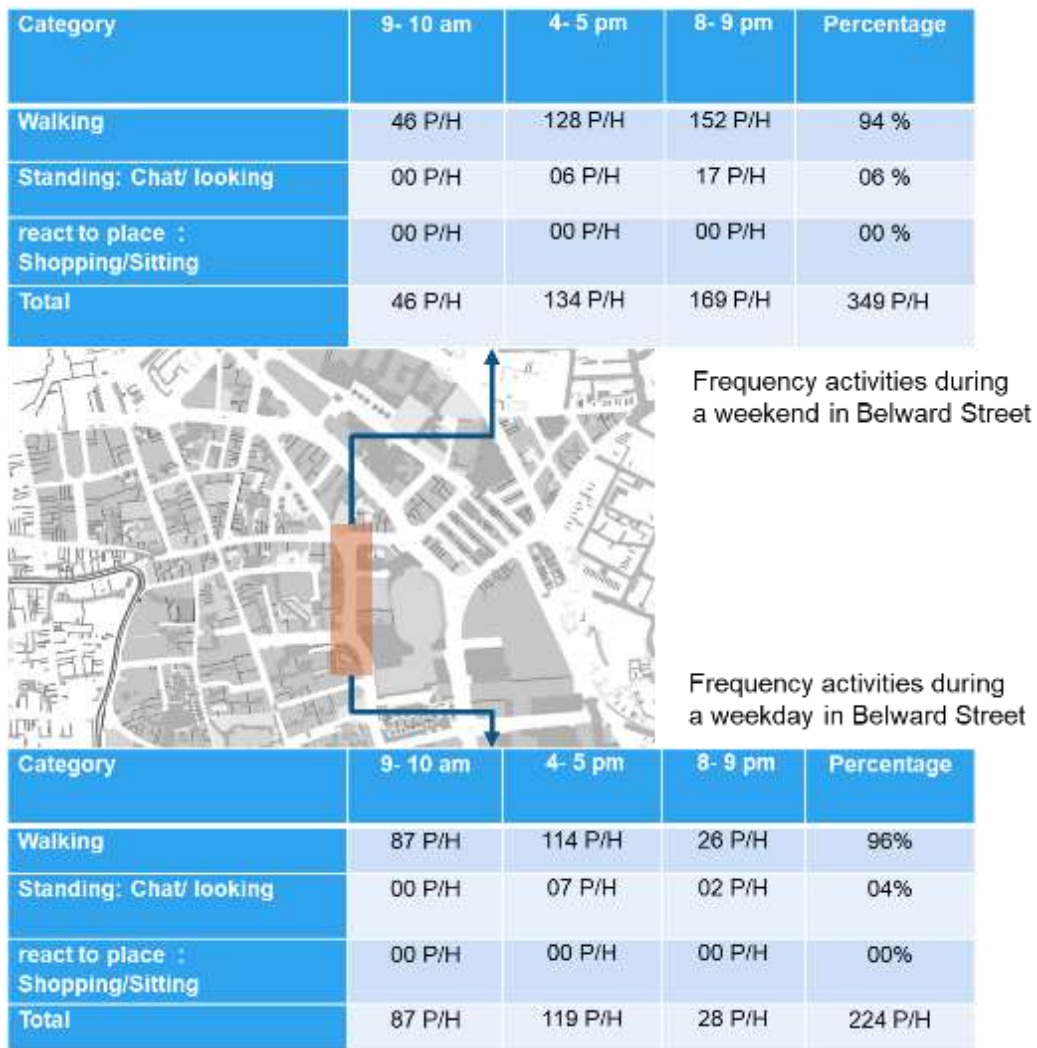 Category 9- 10 am 4- 5 pm 8- 9 pm Percentage
Walking 46 P/H 128 P/H 152 P/H 94 %
Standing: Chat/ looking 00 P/H 06 P/H 17 P/H 06 %
react to place :
Shopping/Sitting 00 P/H 00 P/H 00 P/H 00 %
Total 46 P/H 134 P/H 169 P/H 349 P/H
Frequency activities during
a weekend in Belward Street
Frequency activities during
a weekday in Belward Street
Category 9- 10 am 4- 5 pm 8- 9 pm Percentage
Walking 87 P/H 114 P/H 26 P/H 96%
Standing: Chat/ looking 00 P/H 07 P/H 02 P/H 04%
react to place :
Shopping/Sitting 00 P/H 00 P/H 00 P/H 00%
Total 87 P/H 119 P/H 28 P/H 224 P/H